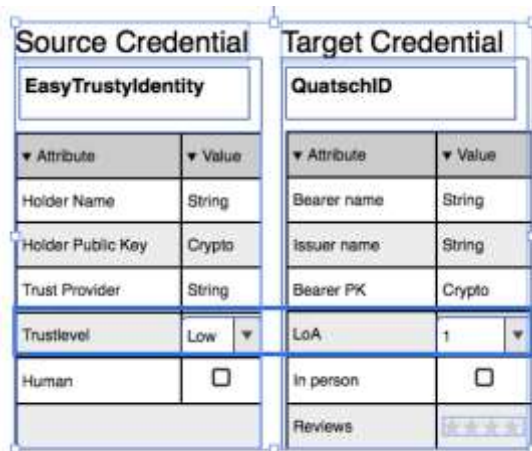 Source Credential
EasyTrustyIdentity
▼ Attribute ▼ Value
Holder Name String
Holder Public Key Crypto
Trust Provider String
Trustlevel Low ▼
Human
Target Credential
QuatschID
▼ Attribute ▼ Value
Bearer name String
Issuer name String
Bearer PK Crypto
LoA 1 ▼
In person
Reviews